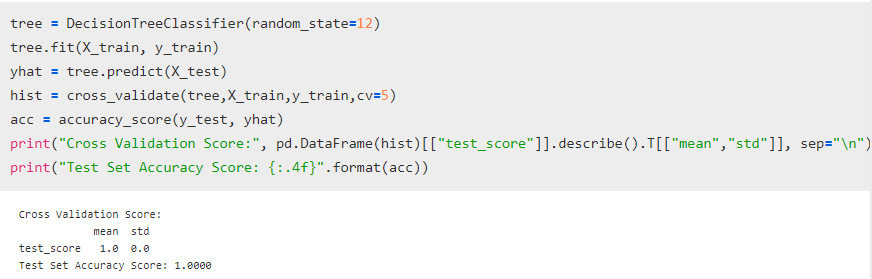 tree = DecisionTreeClassifier(random_state=12)
tree.fit(X_train, y_train)
yhat = tree.predict(X_test)
hist = cross_validate(tree,X_train,y_train,cv=5)
acc = accuracy_score(y_test, yhat)
print("Cross Validation Score:", pd.DataFrame(hist)[["test_score"]].describe().T[["mean","std"]], sep="\n")
print("Test Set Accuracy Score: {:.4f}".format(acc))
Cross Validation Score:
mean std
test_score 1.0 0.0
Test Set Accuracy Score: 1.0000